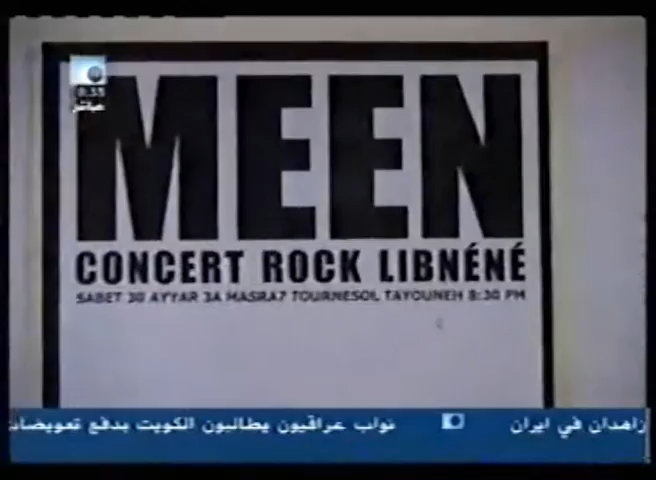 MEEN
CONCERT ROCK LIBNÉNÉ
SABET 30 AYYAR 3A MASRA7 TOURNESOL TAYOUNEH 8:30 PM
مباشر
زاهدان في ايران
نواب عراقيون يطالبون الكويت بدفع تعويضات